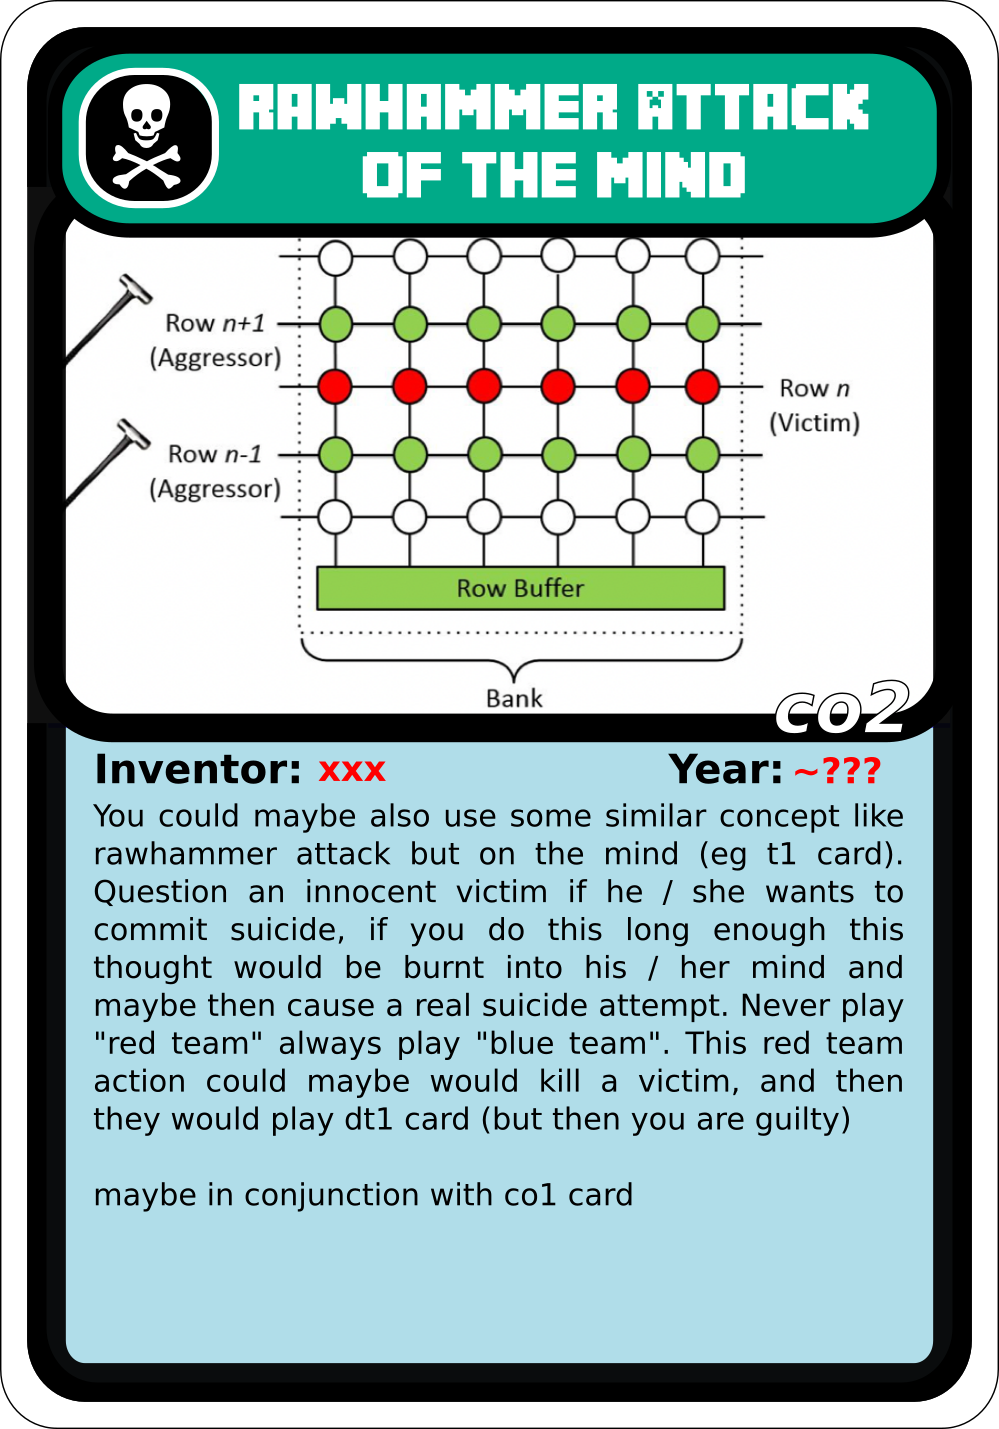 RAWHAMMER ATTACK
OF THE MIND
Row n+1
(Aggressor)
Row n
(Victim)
Row n-1
(Aggressor)
Row Buffer
Bank
co2
Inventor: xxx Year: ~???
You could maybe also use some similar concept like
rawhammer attack but on the mind (eg t1 card).
Question an innocent victim if he / she wants to
commit suicide, if you do this long enough this
thought would be burnt into his / her mind and
maybe then cause a real suicide attempt. Never play
"red team" always play "blue team". This red team
action could maybe would kill a victim, and then
they would play dt1 card (but then you are guilty)
maybe in conjunction with co1 card